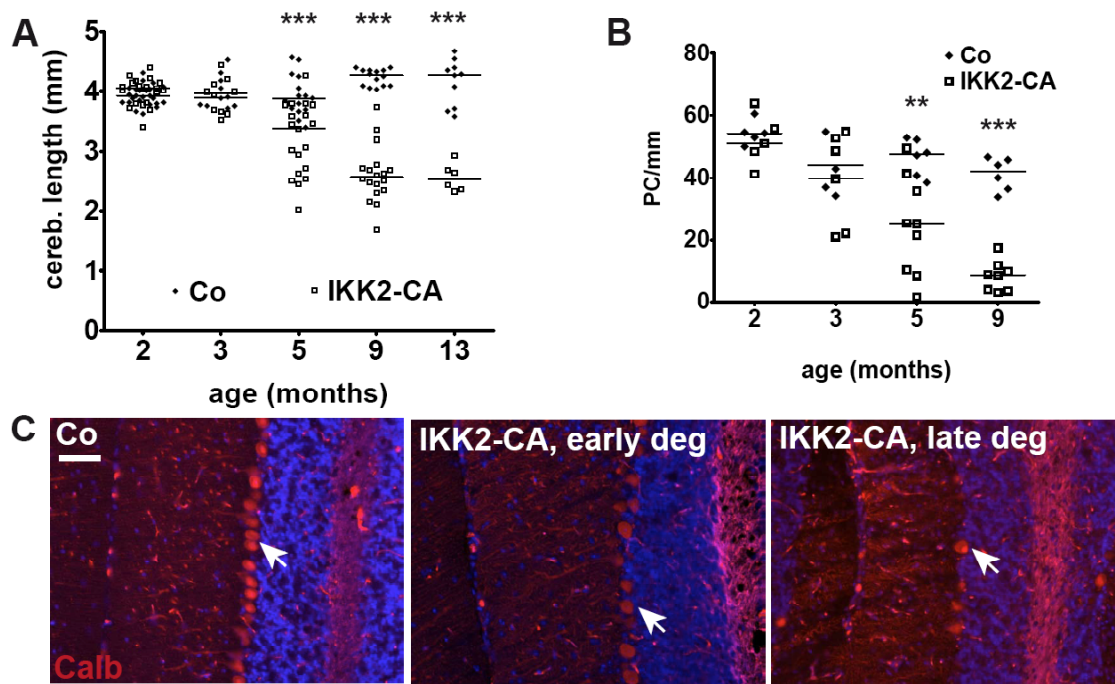 A
cereb. length (mm)
5
4
3
2
1
0
*** *** ***
Co IKK2-CA
2 3 5 9 13
age (months)
B
PC/mm
80
60
40
20
0
Co
IKK2-CA
**
***
2 3 5 9
age (months)
C
Co
Calb
IKK2-CA, early deg
IKK2-CA, late deg